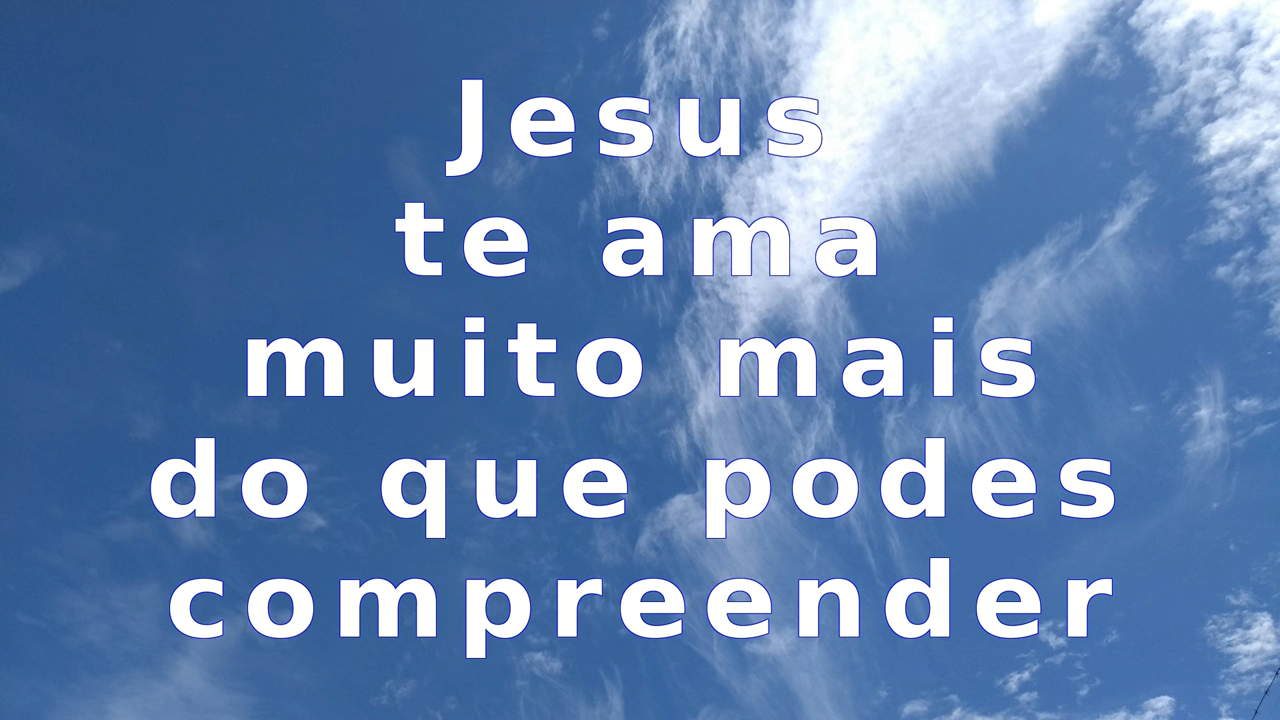 Jesus
te ama
muito mais
do que podes
compreender